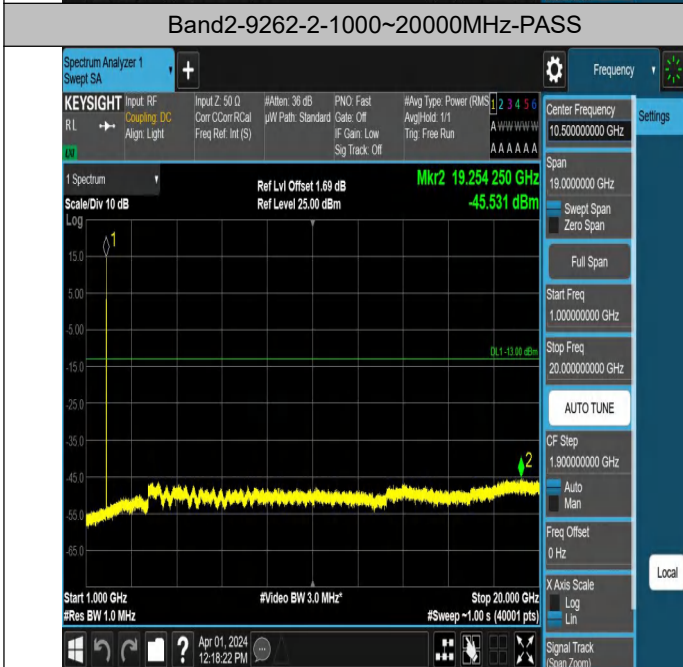 Band2-9262-2-1000~20000MHz-PASS
Spectrum Analyzer 1
Swept SA
Frequency
Settings
KEYSIGHT
RL
Input: RF
Coupling: DC
Align: Light
Input Z: 50 Ω
Corr CCorr RCal
Freq Ref: Int (S)
#Atten: 36 dB
µW Path: Standard
PNO: Fast
Gate: Off
IF Gain: Low
Sig Track: Off
#Avg Type: Power (RMS
Avg|Hold: 1/1
Trig: Free Run
1 2 3 4 5 6
A W W W W W
A A A A A A
1 Spectrum
Scale/Div 10 dB
Log
Ref Lvl Offset 1.69 dB
Ref Level 25.00 dBm
Mkr2 19.254 250 GHz
-45.531 dBm
1
15.0
5.00
-5.00
-15.0
-25.0
-35.0
-45.0
-55.0
-65.0
DL1 -13.00 dBm
2
Start 1.000 GHz
#Res BW 1.0 MHz
#Video BW 3.0 MHz*
Stop 20.000 GHz
#Sweep ~1.00 s (40001 pts)
Apr 01, 2024
12:18:22 PM
Center Frequency
10.500000000 GHz
Span
19.0000000 GHz
Swept Span
Zero Span
Full Span
Start Freq
1.000000000 GHz
Stop Freq
20.000000000 GHz
AUTO TUNE
CF Step
1.900000000 GHz
Auto
Man
Freq Offset
0 Hz
X Axis Scale
Log
Lin
Signal Track
(Span Zoom)
Local